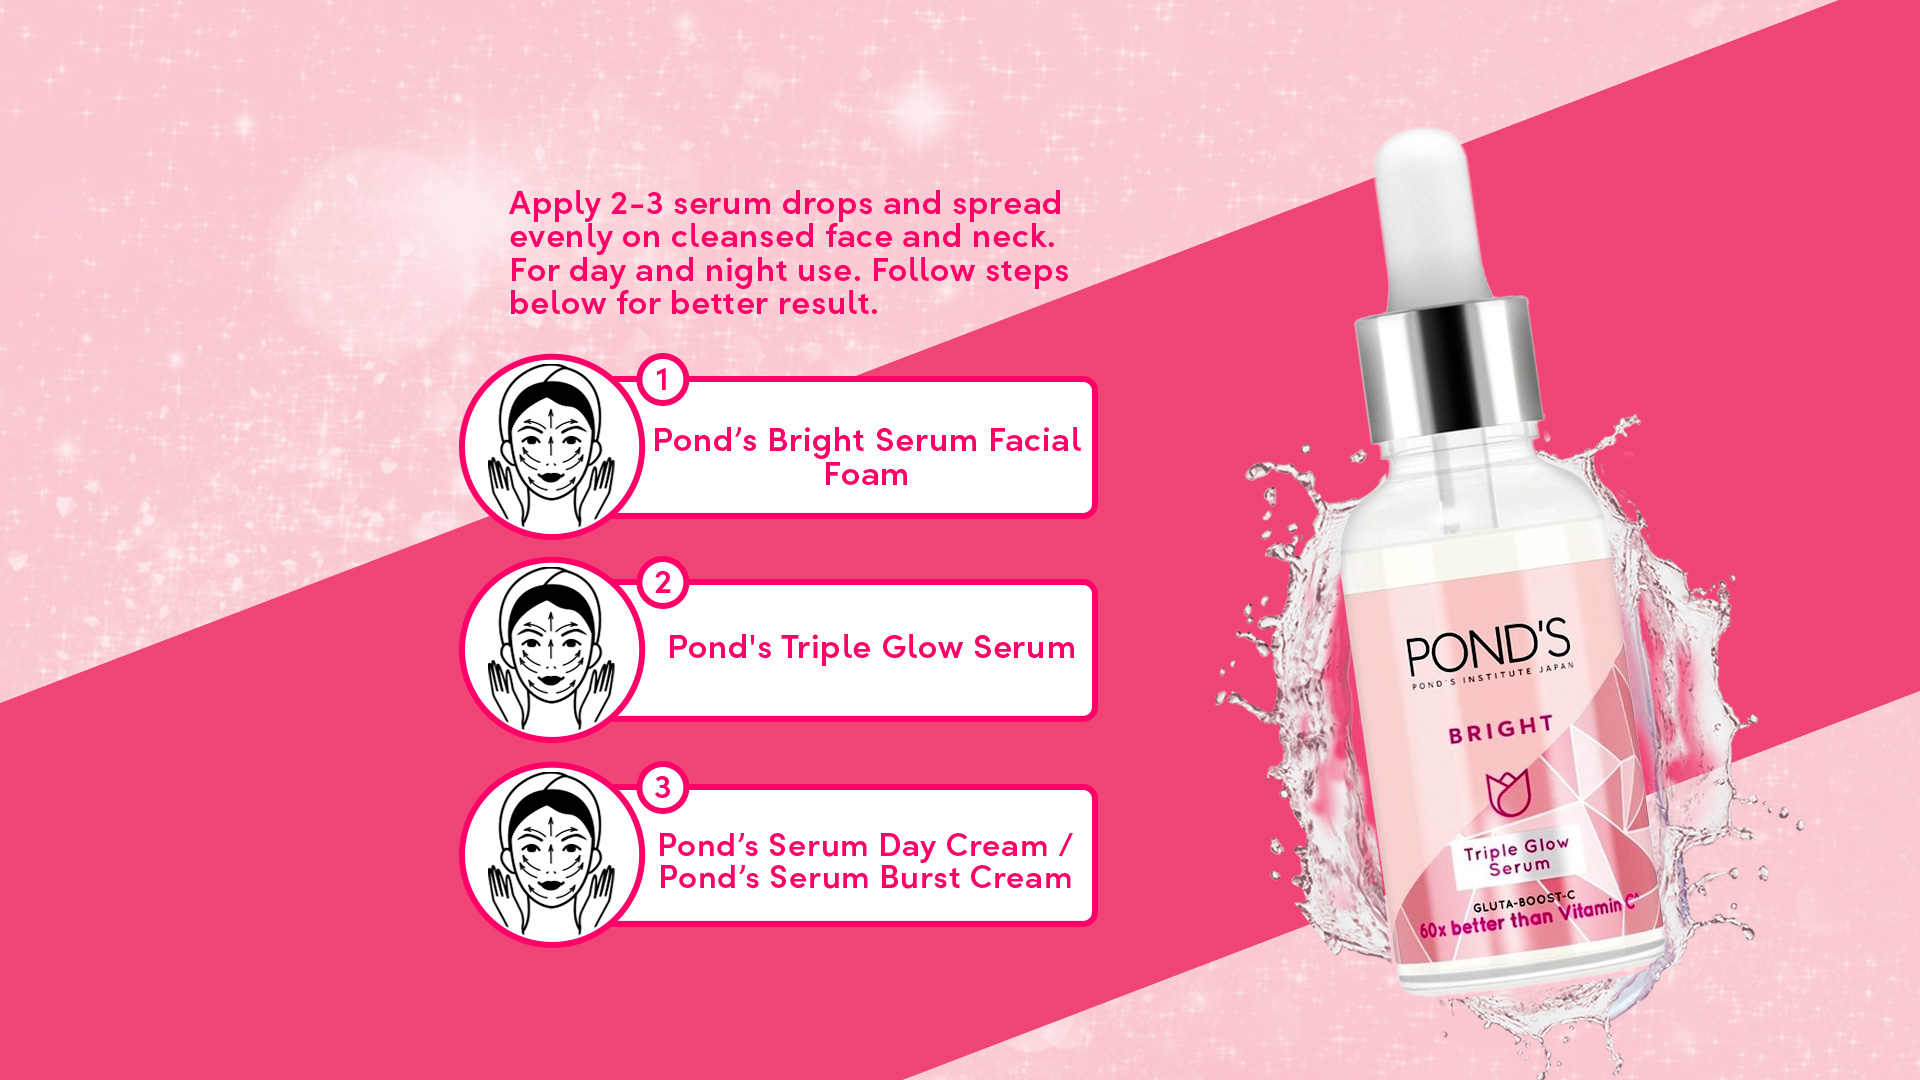 Apply 2-3 serum drops and spread
evenly on cleansed face and neck.
For day and night use. Follow steps
below for better result.
1
Pond’s Bright Serum Facial
Foam
2
Pond's Triple Glow Serum
3
Pond’s Serum Day Cream /
Pond’s Serum Burst Cream
POND'S
POND'S INSTITUTE JAPAN
BRIGHT
Triple Glow
Serum
GLUTA-BOOST-C
60x better than Vitamin C^